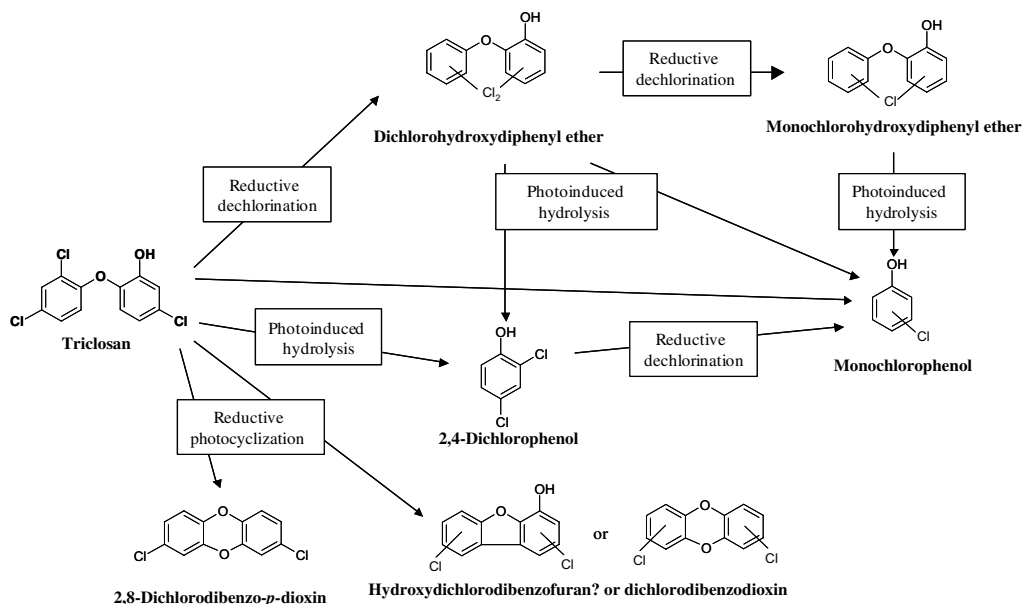 OH
O
Cl2
Dichlorohydroxydiphenyl ether
Reductive
dechlorination
OH
O
Cl
Monochlorohydroxydiphenyl ether
Reductive
dechlorination
Photoinduced
hydrolysis
Photoinduced
hydrolysis
Cl
OH
O
Cl
Cl
Triclosan
Photoinduced
hydrolysis
OH
Cl
Cl
2,4-Dichlorophenol
Reductive
dechlorination
OH
Cl
Monochlorophenol
Reductive
photocyclization
O
O
Cl
Cl
2,8-Dichlorodibenzo-p-dioxin
OH
O
Cl
Cl
or
O
O
Cl
Cl
Hydroxydichlorodibenzofuran? or dichlorodibenzodioxin